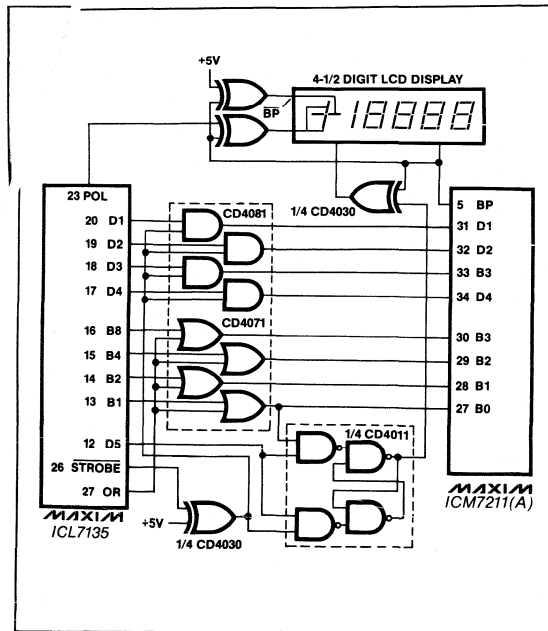 +5V
4-1/2 DIGIT LCD DISPLAY
BP
18888
1/4 CD4030
23 POL
20 D1
19 D2
18 D3
17 D4
16 B8
15 B4
14 B2
13 B1
12 D5
26 STROBE
27 OR
MAXIM
ICL7135
CD4081
CD4071
1/4 CD4011
+5V
1/4 CD4030
5 BP
31 D1
32 D2
33 B3
34 D4
30 B3
29 B2
28 B1
27 B0
MAXIM
ICM7211(A)